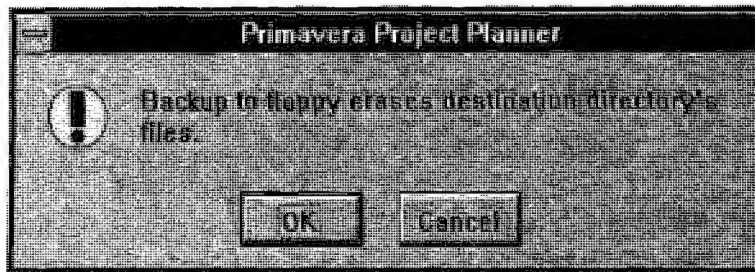 Primavera Project Planner
Backup to floppy erases destination directory's
files.
OK
Cancel